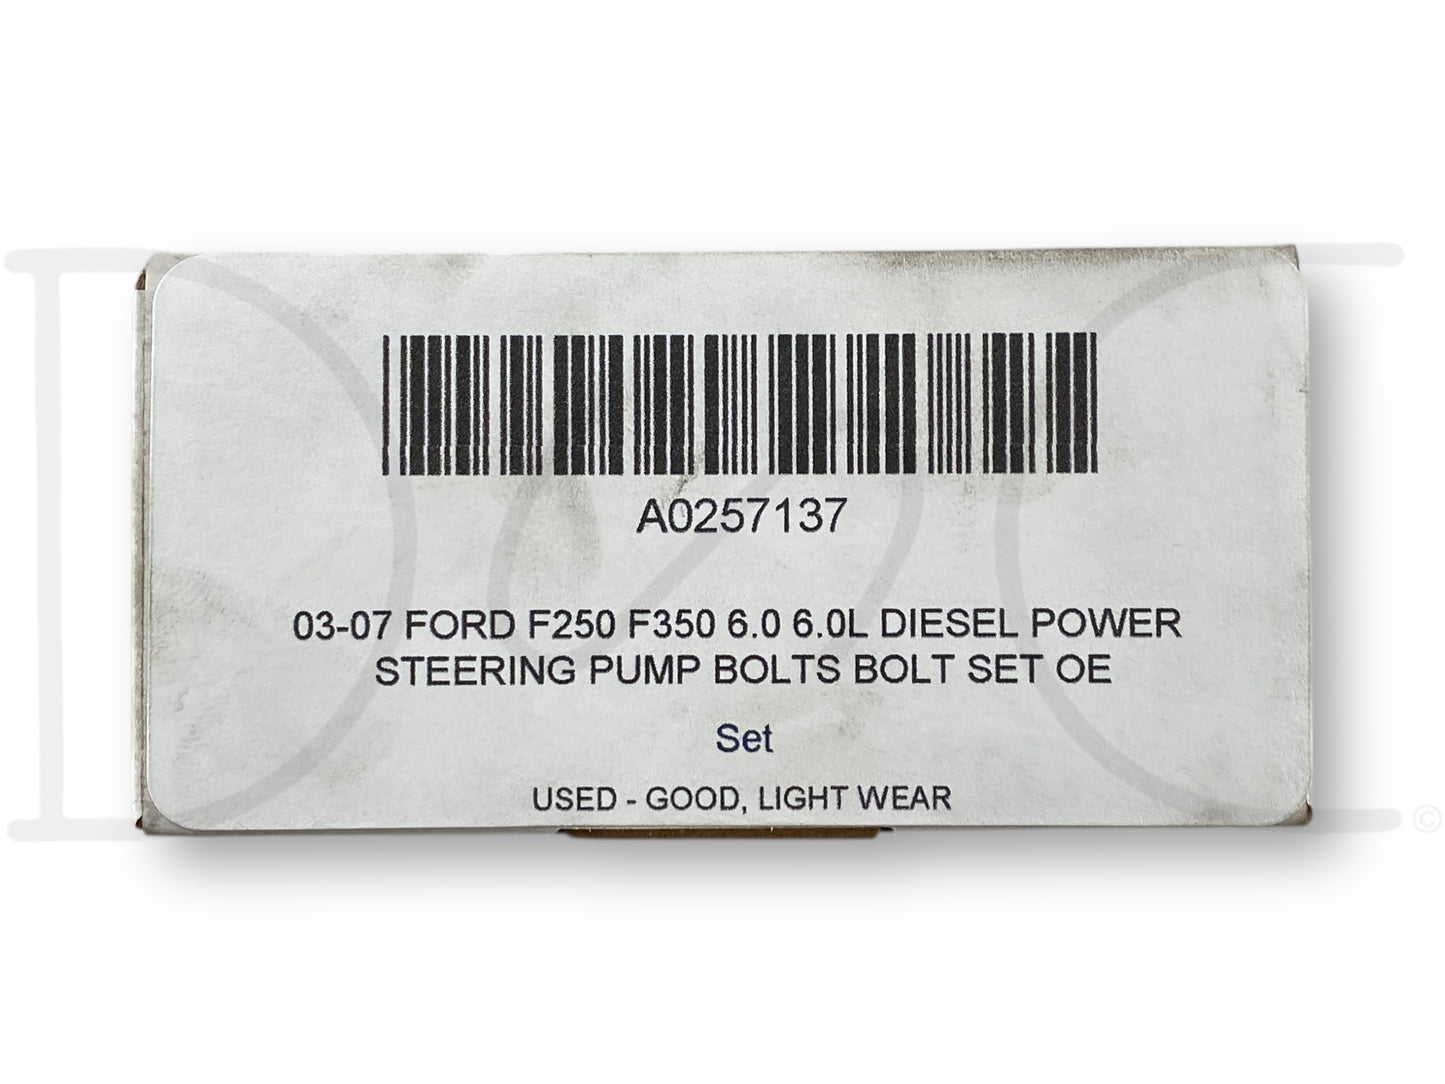 A0257137
03-07 FORD F250 F350 6.0 6.0L DIESEL POWER
STEERING PUMP BOLTS BOLT SET OE
Set
USED - GOOD, LIGHT WEAR
©